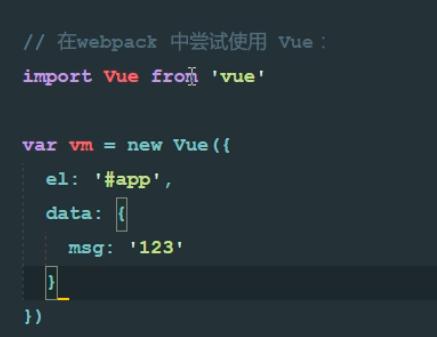 // 在webpack 中尝试使用 Vue：
import Vue from 'vue'
var vm = new Vue({
el: '#app',
data: {
msg: '123'
}
})